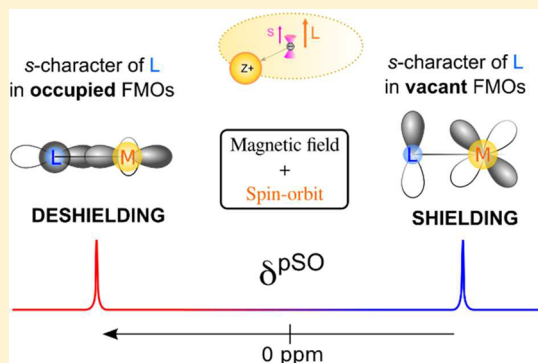 s-character of L
in occupied FMOs
s L
Z+ e
s-character of L
in vacant FMOs
L M
L M
Magnetic field
+
Spin-orbit
DESHIELDING
SHIELDING
δpSO
0 ppm